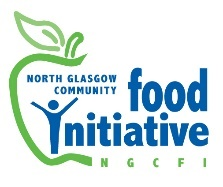 NORTH GLASGOW
COMMUNITY food
initiative
NGCFI